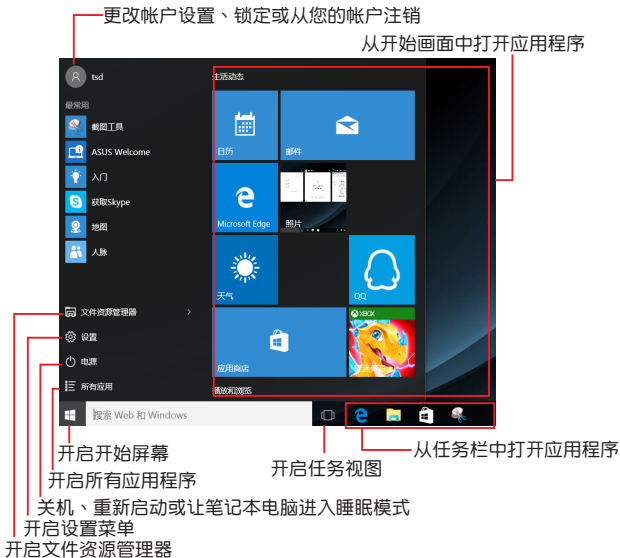 更改帐户设置、锁定或从您的帐户注销
从开始画面中打开应用程序
tsd
生活动态
最常用
截图工具
ASUS Welcome
入门
获取Skype
地图
人脉
日历
邮件
Microsoft Edge
照片
天气
QQ
应用商店
XBOX
播放和浏览
文件资源管理器
设置
电源
所有应用
搜索 Web 和 Windows
开启开始屏幕
开启任务视图
从任务栏中打开应用程序
开启所有应用程序
关机、重新启动或让笔记本电脑进入睡眠模式
开启设置菜单
开启文件资源管理器